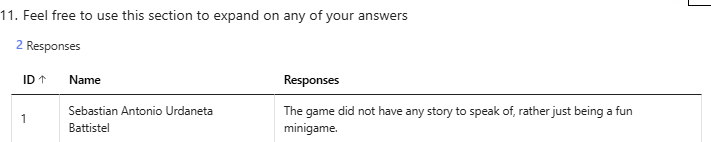 11. Feel free to use this section to expand on any of your answers
2 Responses
ID ↑ Name Responses
1 Sebastian Antonio Urdaneta Battistel The game did not have any story to speak of, rather just being a fun minigame.